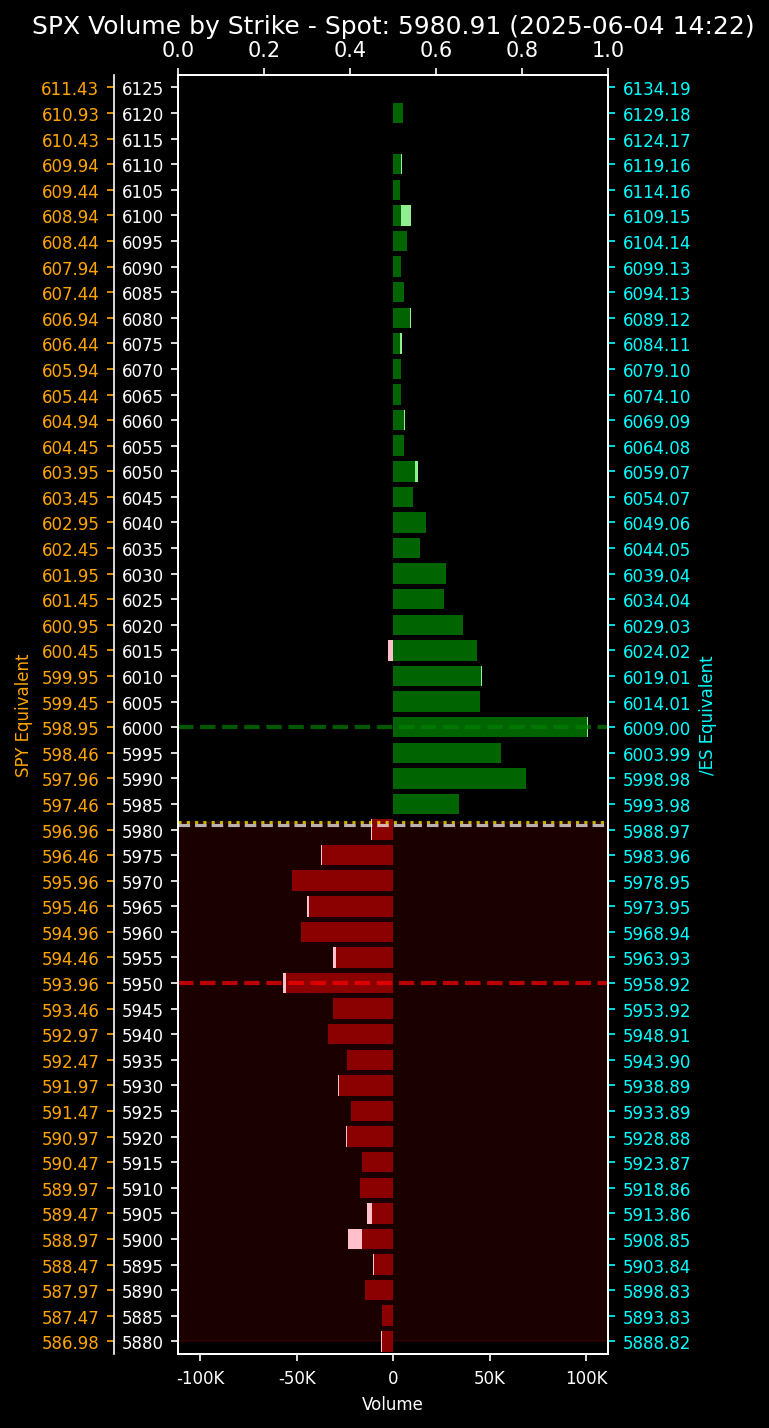 SPX Volume by Strike - Spot: 5980.91 (2025-06-04 14:22)
0.0 0.2 0.4 0.6 0.8 1.0
611.43 6125 6134.19
610.93 6120 6129.18
610.43 6115 6124.17
609.94 6110 6119.16
609.44 6105 6114.16
608.94 6100 6109.15
608.44 6095 6104.14
607.94 6090 6099.13
607.44 6085 6094.13
606.94 6080 6089.12
606.44 6075 6084.11
605.94 6070 6079.10
605.44 6065 6074.10
604.94 6060 6069.09
604.45 6055 6064.08
603.95 6050 6059.07
603.45 6045 6054.07
602.95 6040 6049.06
602.45 6035 6044.05
601.95 6030 6039.04
601.45 6025 6034.04
600.95 6020 6029.03
600.45 6015 6024.02
599.95 6010 6019.01
599.45 6005 6014.01
598.95 6000 6009.00
598.46 5995 6003.99
597.96 5990 5998.98
597.46 5985 5993.98
596.96 5980 5988.97
596.46 5975 5983.96
595.96 5970 5978.95
595.46 5965 5973.95
594.96 5960 5968.94
594.46 5955 5963.93
593.96 5950 5958.92
593.46 5945 5953.92
592.97 5940 5948.91
592.47 5935 5943.90
591.97 5930 5938.89
591.47 5925 5933.89
590.97 5920 5928.88
590.47 5915 5923.87
589.97 5910 5918.86
589.47 5905 5913.86
588.97 5900 5908.85
588.47 5895 5903.84
587.97 5890 5898.83
587.47 5885 5893.83
586.98 5880 5888.82
SPY Equivalent
/ES Equivalent
-100K -50K 0 50K 100K
Volume